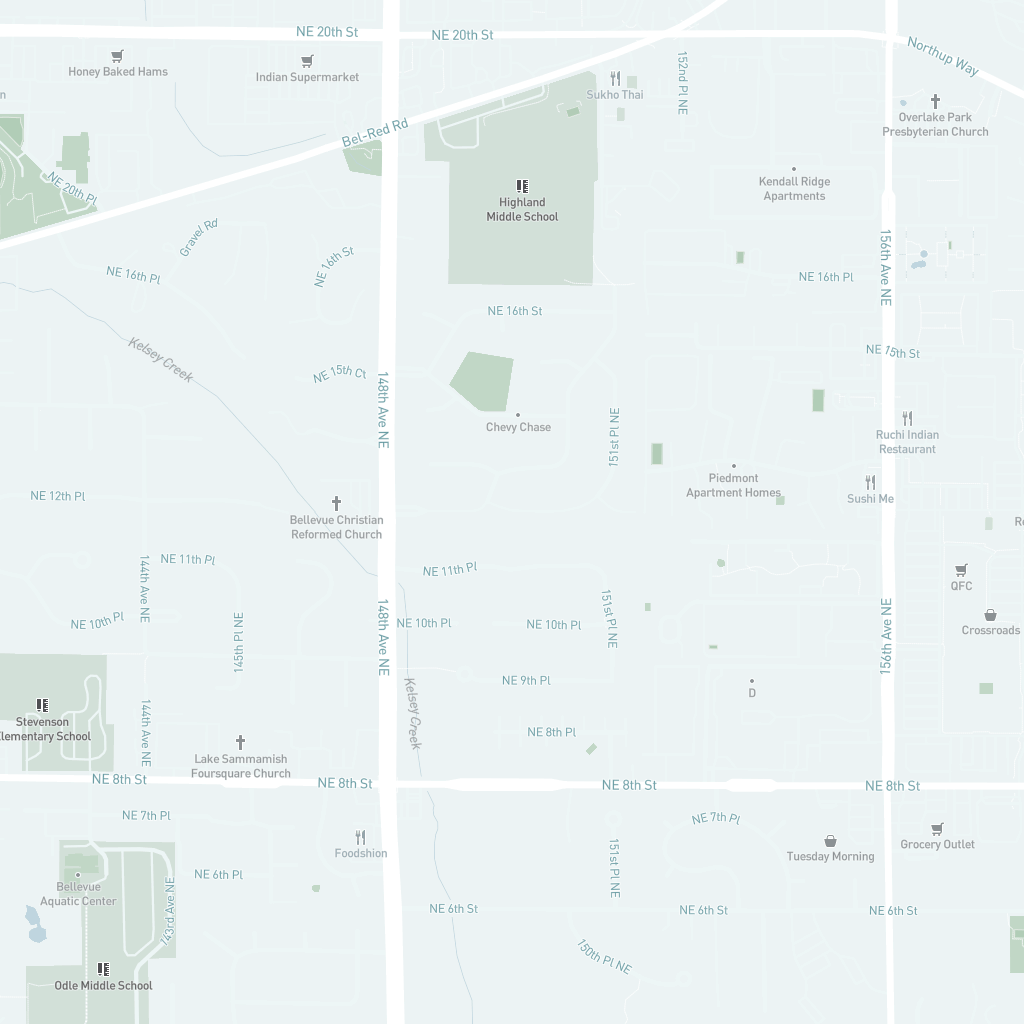 NE 20th St
NE 20th St
Northup Way
Honey Baked Hams
Indian Supermarket
152nd Pl NE
Sukho Thai
n
Overlake Park
Presbyterian Church
Bel-Red Rd
NE 20th Pl
Kendall Ridge
Apartments
Highland
Middle School
Gravel Rd
NE 16th St
156th Ave NE
NE 16th Pl
NE 16th Pl
NE 16th St
Kelsey Creek
NE 15th St
NE 15th Ct
148th Ave NE
Chevy Chase
151st Pl NE
Ruchi Indian
Restaurant
Piedmont
Apartment Homes
Sushi Me
NE 12th Pl
Bellevue Christian
Reformed Church
Ro
NE 11th Pl
NE 11th Pl
144th Ave NE
QFC
NE 10th Pl
NE 10th Pl
NE 10th Pl
151st Pl NE
Crossroads
145th Pl NE
148th Ave NE
156th Ave NE
NE 9th Pl
D
Kelsey Creek
Stevenson
Elementary School
144th Ave NE
NE 8th Pl
Lake Sammamish
Foursquare Church
NE 8th St
NE 8th St
NE 8th St
NE 8th St
NE 7th Pl
NE 7th Pl
Foodshion
Tuesday Morning
Grocery Outlet
NE 6th Pl
151st Pl NE
Bellevue
Aquatic Center
143rd Ave NE
NE 6th St
NE 6th St
NE 6th St
150th Pl NE
Odle Middle School